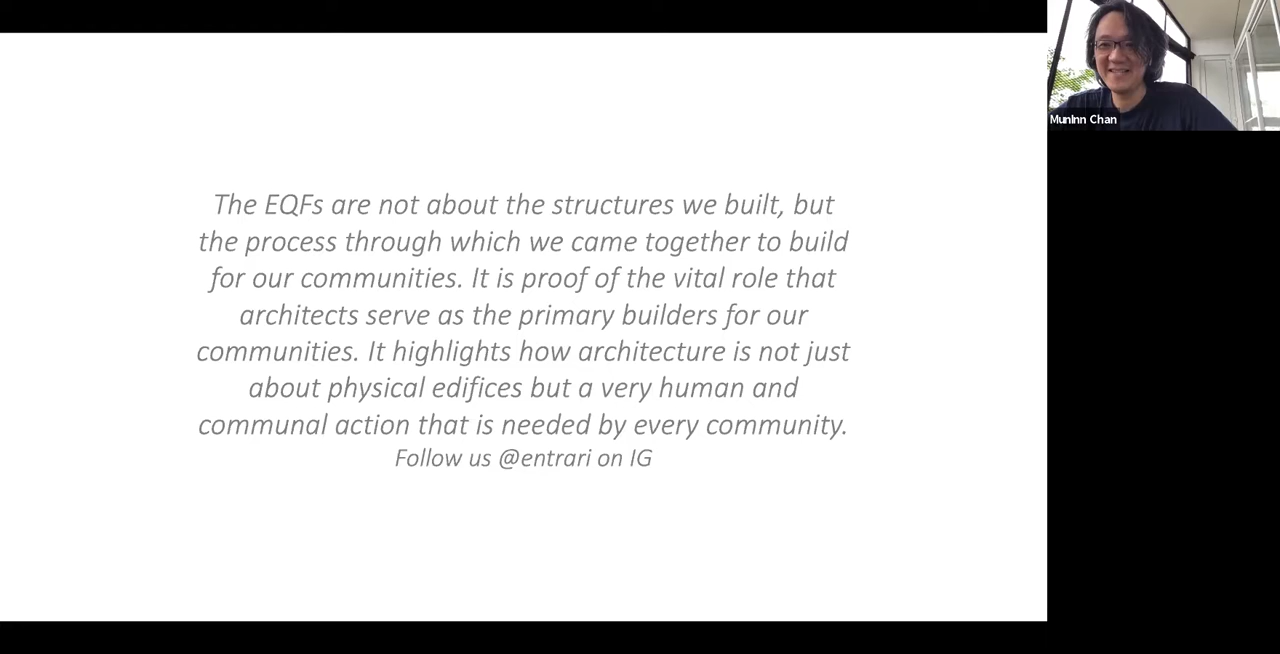 The EQFs are not about the structures we built, but
the process through which we came together to build
for our communities. It is proof of the vital role that
architects serve as the primary builders for our
communities. It highlights how architecture is not just
about physical edifices but a very human and
communal action that is needed by every community.
Follow us @entrari on IG
MunInn Chan